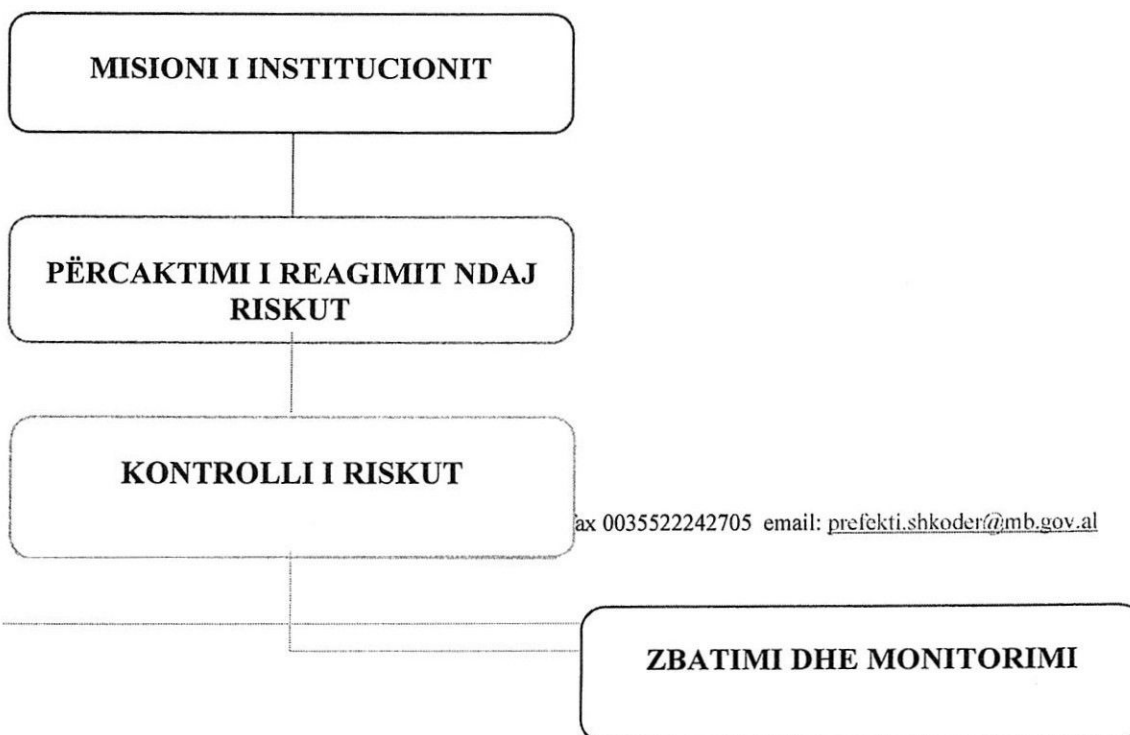 MISIONI I INSTITUCIONIT
PËRCAKTIMI I REAGIMIT NDAJ
RISKUT
KONTROLLI I RISKUT
ax 0035522242705 email: prefekti.shkoder@mb.gov.al
ZBATIMI DHE MONITORIMI